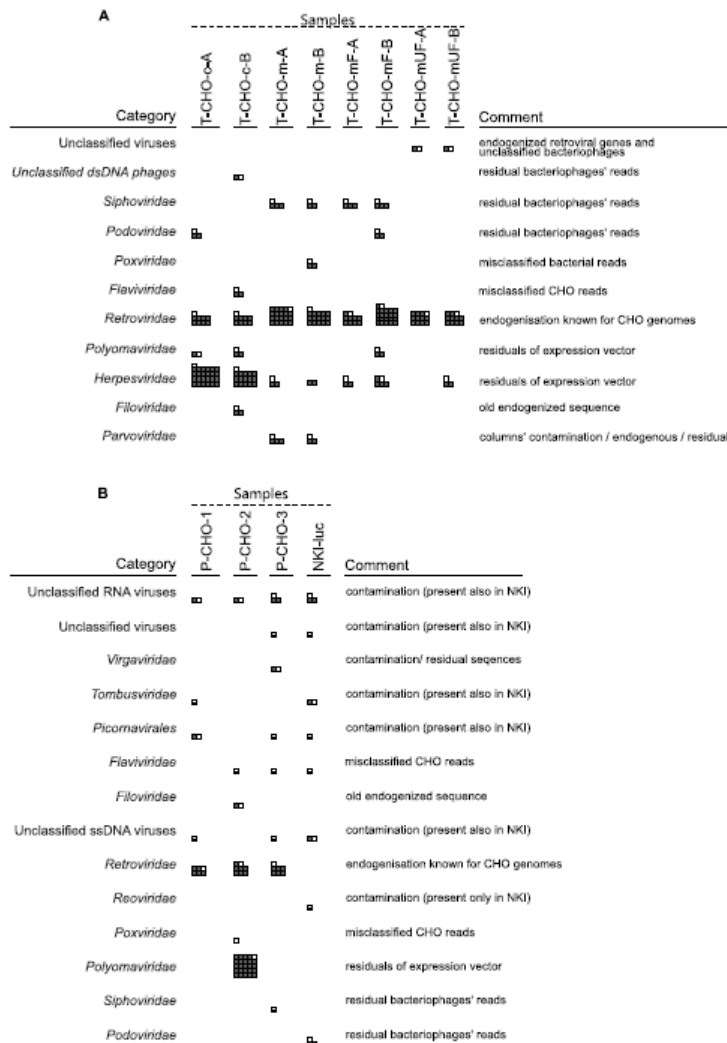 A
Samples
Category T-CHO-c-A T-CHO-c-B T-CHO-m-A T-CHO-m-B T-CHO-mF-A T-CHO-mF-B T-CHO-mUF-A T-CHO-mUF-B Comment
Unclassified viruses endogenized retroviral genes and
unclassified bacteriophages
Unclassified dsDNA phages residual bacteriophages' reads
Siphoviridae residual bacteriophages' reads
Podoviridae residual bacteriophages' reads
Poxviridae misclassified bacterial reads
Flaviviridae misclassified CHO reads
Retroviridae endogenisation known for CHO genomes
Polyomaviridae residuals of expression vector
Herpesviridae residuals of expression vector
Filoviridae old endogenized sequence
Parvoviridae columns' contamination / endogenous / residual
B
Samples
Category P-CHO-1 P-CHO-2 P-CHO-3 NKI-luc Comment
Unclassified RNA viruses contamination (present also in NKI)
Unclassified viruses contamination (present also in NKI)
Virgaviridae contamination/ residual seqences
Tombusviridae contamination (present also in NKI)
Picornavirales contamination (present also in NKI)
Flaviviridae misclassified CHO reads
Filoviridae old endogenized sequence
Unclassified ssDNA viruses contamination (present also in NKI)
Retroviridae endogenisation known for CHO genomes
Reoviridae contamination (present only in NKI)
Poxviridae misclassified CHO reads
Polyomaviridae residuals of expression vector
Siphoviridae residual bacteriophages' reads
Podoviridae residual bacteriophages' reads